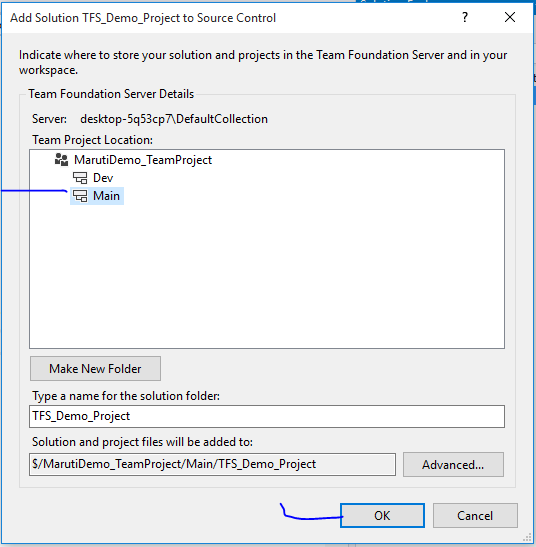 Add Solution TFS_Demo_Project to Source Control
Indicate where to store your solution and projects in the Team Foundation Server and in your
workspace.
Team Foundation Server Details
Server: desktop-5q53cp7\DefaultCollection
Team Project Location:
MarutiDemo_TeamProject
Dev
Main
Make New Folder
Type a name for the solution folder:
TFS_Demo_Project
Solution and project files will be added to:
$/MarutiDemo_TeamProject/Main/TFS_Demo_Project
Advanced...
OK
Cancel